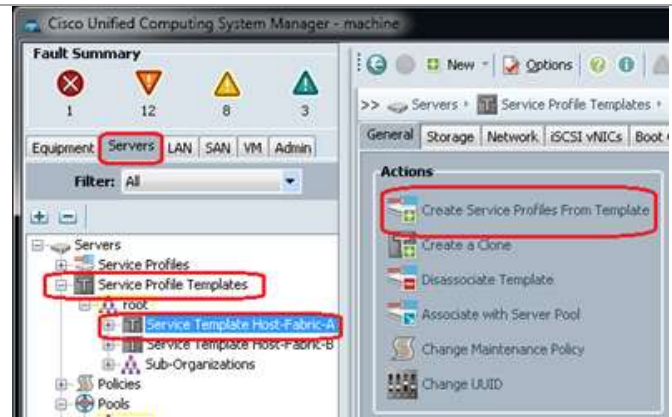 Cisco Unified Computing System Manager - machine
Fault Summary
1 12 8 3
Equipment Servers LAN SAN VM Admin
Filter: All
Servers
Service Profiles
Service Profile Templates
root
Service Template Host-Fabric-A
Service Template Host-Fabric-B
Sub-Organizations
Policies
Pools
New Options
>> Servers Service Profile Templates
General Storage Network iSCSI vNICs Boot
Actions
Create Service Profiles From Template
Create a Clone
Disassociate Template
Associate with Server Pool
Change Maintenance Policy
Change UUID